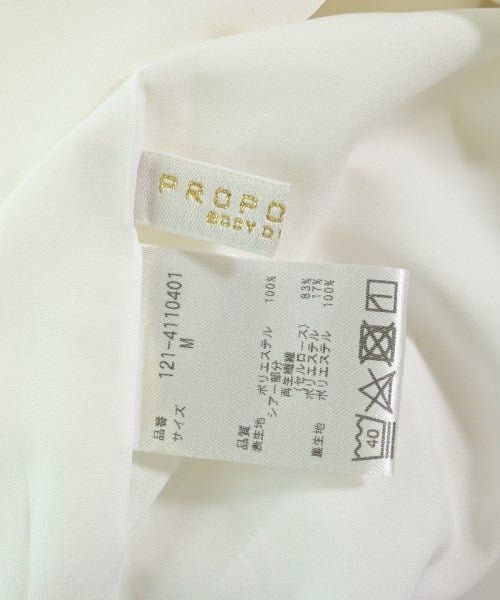 PROPO
品番 121-4110401
サイズ M
品質
表生地 ポリエステル 100%
シアー部分
再生繊維
(セルロース) 83%
ポリエステル 17%
裏生地 ポリエステル 100%
40